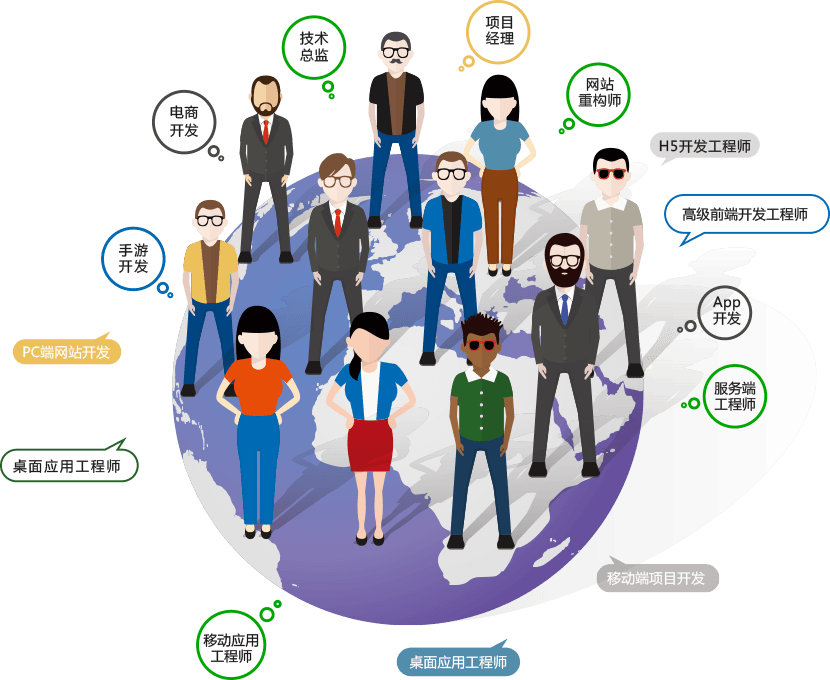 项目
经理
技术
总监
网站
重构师
电商
开发
H5开发工程师
高级前端开发工程师
手游
开发
App
开发
PC端网站开发
服务端
工程师
桌面应用工程师
移动端项目开发
移动应用
工程师
桌面应用工程师